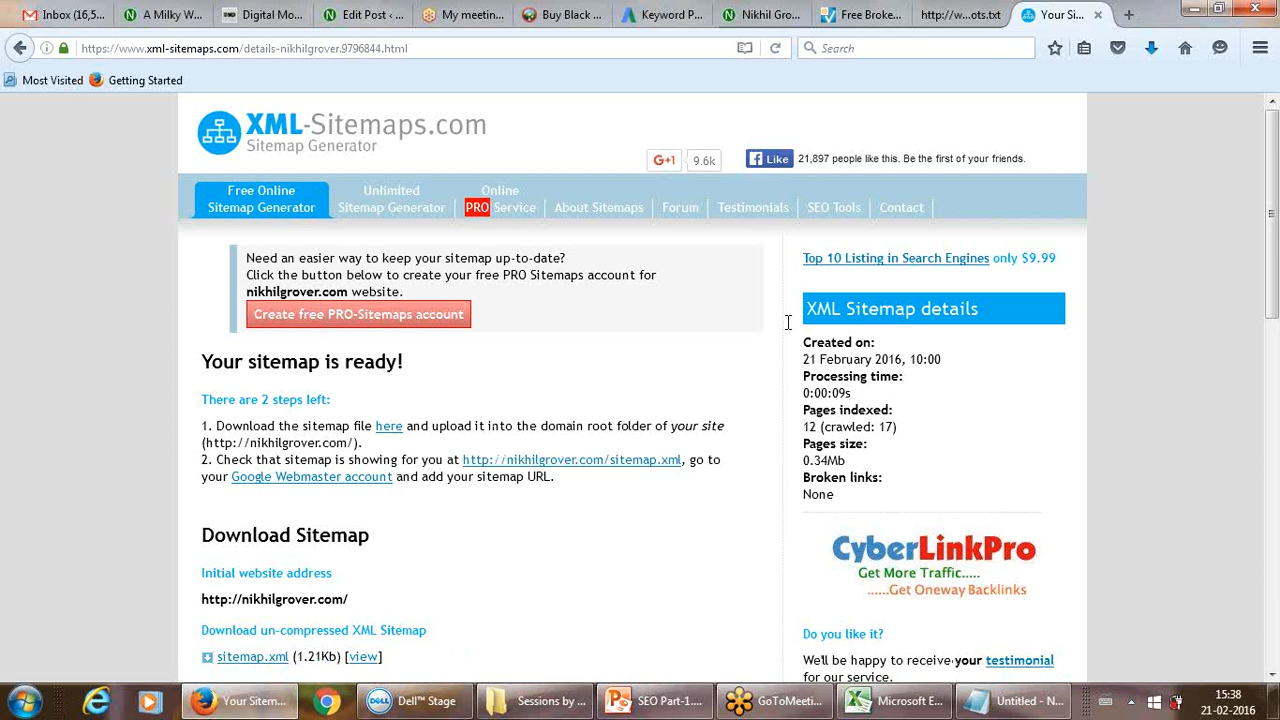 Inbox (16,5...
A Milky W...
Digital Mar...
Edit Post ‹ ...
My meetin...
Buy Black ...
Keyword P...
Nikhil Gro...
Free Broke...
http://w...ots.txt
Your Si...
https://www.xml-sitemaps.com/details-nikhilgrover.9796844.html
Search
Most Visited
Getting Started
XML-Sitemaps.com
Sitemap Generator
G+1
9.6k
Like
21,897 people like this. Be the first of your friends.
Free Online
Sitemap Generator
Unlimited
Sitemap Generator
Online
PRO Service
About Sitemaps
Forum
Testimonials
SEO Tools
Contact
Need an easier way to keep your sitemap up-to-date?
Click the button below to create your free PRO Sitemaps account for
nikhilgrover.com website.
Create free PRO-Sitemaps account
Your sitemap is ready!
There are 2 steps left:
1. Download the sitemap file here and upload it into the domain root folder of your site
(http://nikhilgrover.com/).
2. Check that sitemap is showing for you at http://nikhilgrover.com/sitemap.xml, go to
your Google Webmaster account and add your sitemap URL.
Download Sitemap
Initial website address
http://nikhilgrover.com/
Download un-compressed XML Sitemap
sitemap.xml (1.21Kb) [view]
Top 10 Listing in Search Engines only $9.99
XML Sitemap details
Created on:
21 February 2016, 10:00
Processing time:
0:00:09s
Pages indexed:
12 (crawled: 17)
Pages size:
0.34Mb
Broken links:
None
CyberLinkPro
Get More Traffic.....
......Get Oneway Backlinks
Do you like it?
We'll be happy to receive your testimonial
for our service.
Your Sitem...
DELL
Dell™ Stage
Sessions by ...
SEO Part-1....
GoToMeeti...
Microsoft E...
Untitled - N...
15:38
21-02-2016